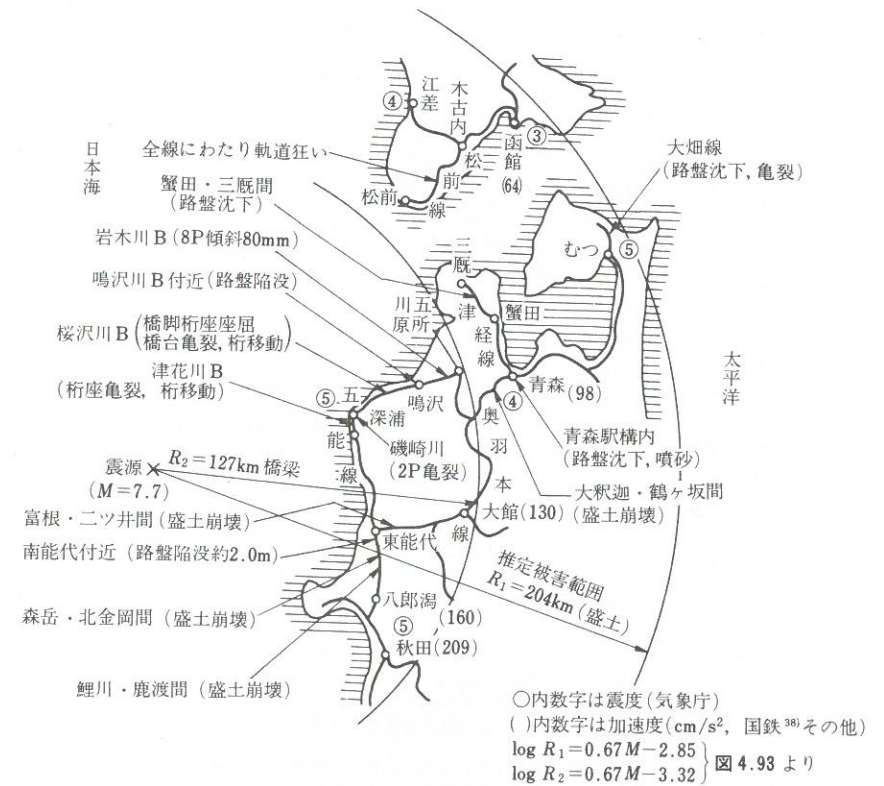 江差
④
木古内
函館
③
(64)
松前線
松前
日本海
全線にわたり軌道狂い
蟹田・三厩間
(路盤沈下)
岩木川B(8P傾斜80mm)
鳴沢川B付近(路盤陥没)
桜沢川B(橋脚桁座座屈
橋台亀裂, 桁移動)
津花川B
(桁座亀裂, 桁移動)
大畑線
(路盤沈下, 亀裂)
むつ
⑤
三厩
津経線
蟹田
五所川原
太平洋
青森(98)
④
鳴沢
⑤
深浦
五能線
奥羽本線
青森駅構内
(路盤沈下, 噴砂)
磯崎川
(2P亀裂)
震源
(M=7.7)
R₂=127km橋梁
大釈迦・鶴ヶ坂間
(盛土崩壊)
大館(130)
富根・二ツ井間(盛土崩壊)
東能代
南能代付近(路盤陥没約2.0m)
推定被害範囲
R₁=204km(盛土)
森岳・北金岡間(盛土崩壊)
八郎潟
(160)
⑤
秋田(209)
鯉川・鹿渡間(盛土崩壊)
○内数字は震度(気象庁)
( )内数字は加速度(cm/s², 国鉄³⁸⁾その他)
log R₁=0.67M−2.85
log R₂=0.67M−3.32
}図4.93より